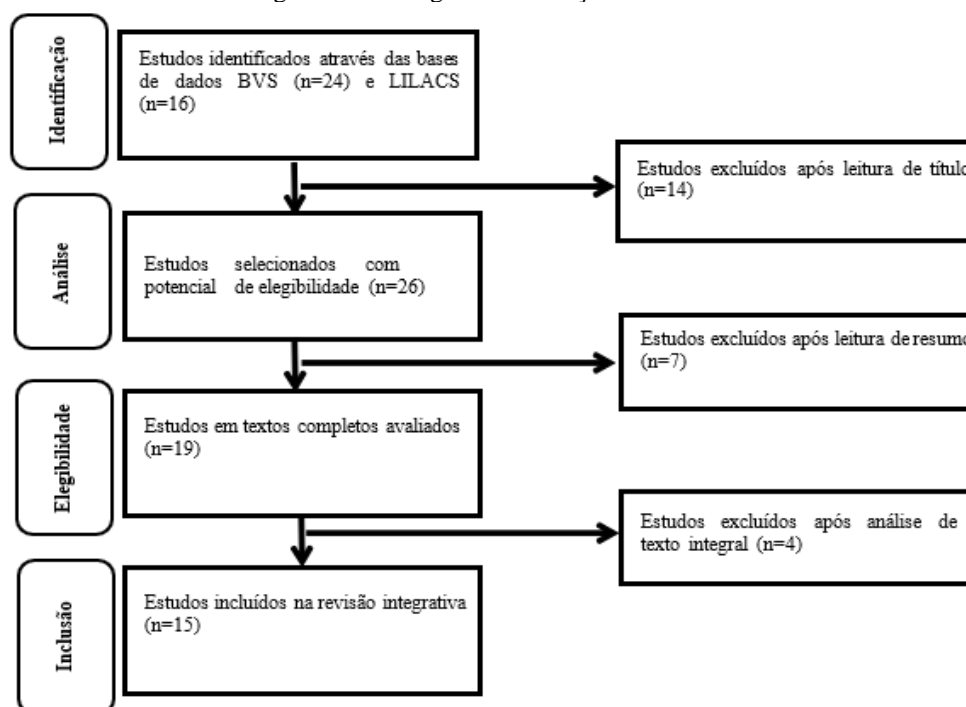 Identificação
Estudos identificados através das bases
de dados BVS (n=24) e LILACS
(n=16)
Estudos excluídos após leitura de título
(n=14)
Análise
Estudos selecionados com
potencial de elegibilidade (n=26)
Estudos excluídos após leitura de resumo
(n=7)
Elegibilidade
Estudos em textos completos avaliados
(n=19)
Estudos excluídos após análise de
texto integral (n=4)
Inclusão
Estudos incluídos na revisão integrativa
(n=15)